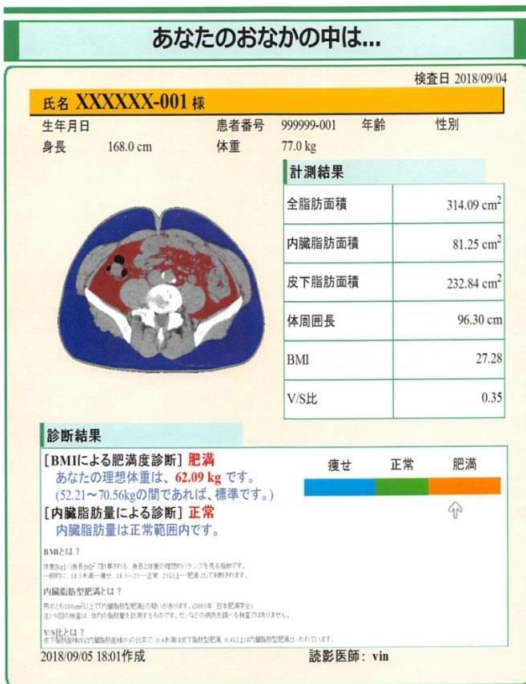 あなたのおなかの中は...
検査日 2018/09/04
氏名 XXXXXX-001 様
生年月日 患者番号 999999-001 年齢 性別
身長 168.0 cm 体重 77.0 kg
計測結果
全脂肪面積 314.09 cm²
内臓脂肪面積 81.25 cm²
皮下脂肪面積 232.84 cm²
体周囲長 96.30 cm
BMI 27.28
V/S比 0.35
診断結果
[BMIによる肥満度診断] 肥満
あなたの理想体重は、62.09 kg です。
(52.21～70.56kgの間であれば、標準です。)
[内臓脂肪量による診断] 正常
内臓脂肪量は正常範囲内です。
痩せ 正常 肥満
BMIとは？
内臓脂肪型肥満とは？
V/S比とは？
2018/09/05 18:01作成 読影医師： vin